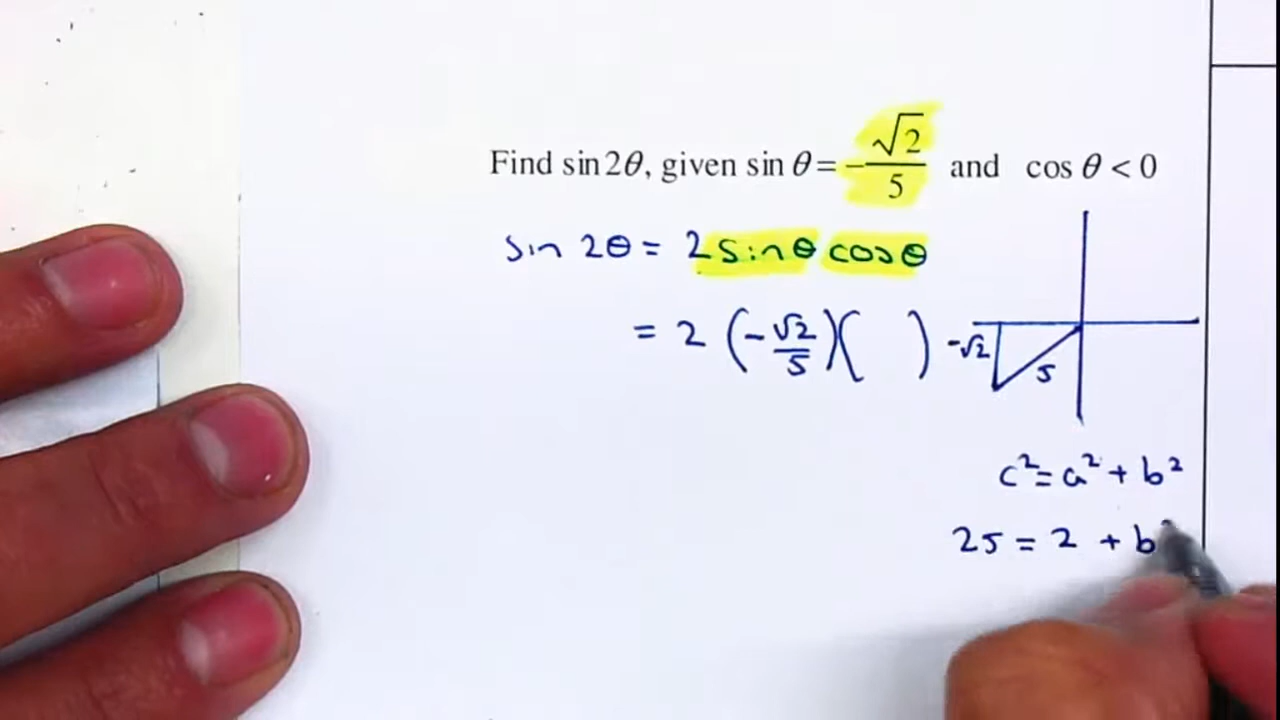 Find sin 2θ, given sin θ = -√2/5 and cos θ < 0
sin 2θ = 2 sin θ cos θ
= 2 (-√2/5)( )
-√2
5
c² = a² + b²
25 = 2 + b